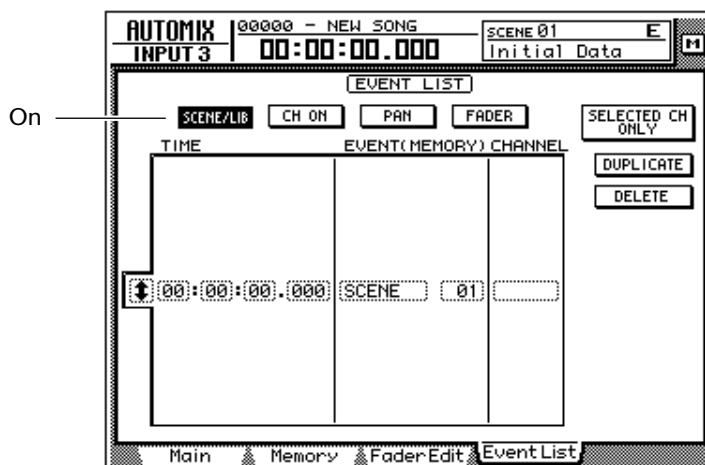 AUTOMIX 00000 - NEW SONG SCENE 01 E
INPUT 3 00:00:00.000 Initial Data M
EVENT LIST
On SCENE/LIB CH ON PAN FADER SELECTED CH ONLY
TIME EVENT(MEMORY) CHANNEL
DUPLICATE
DELETE
00:00:00.000 SCENE 01
Main Memory Fader Edit Event List